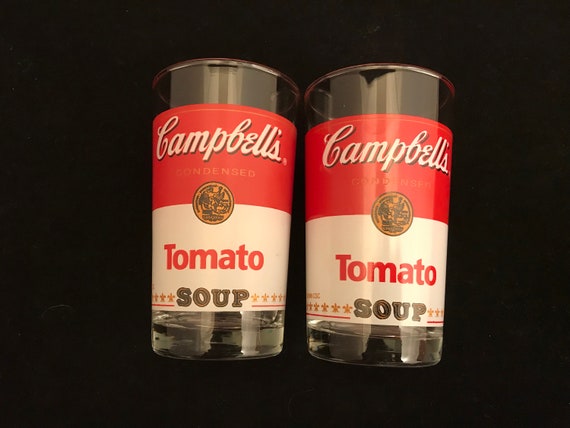 Campbell's®
CONDENSED
Tomato
SOUP
Campbell's®
CONDENSED
Tomato
SOUP